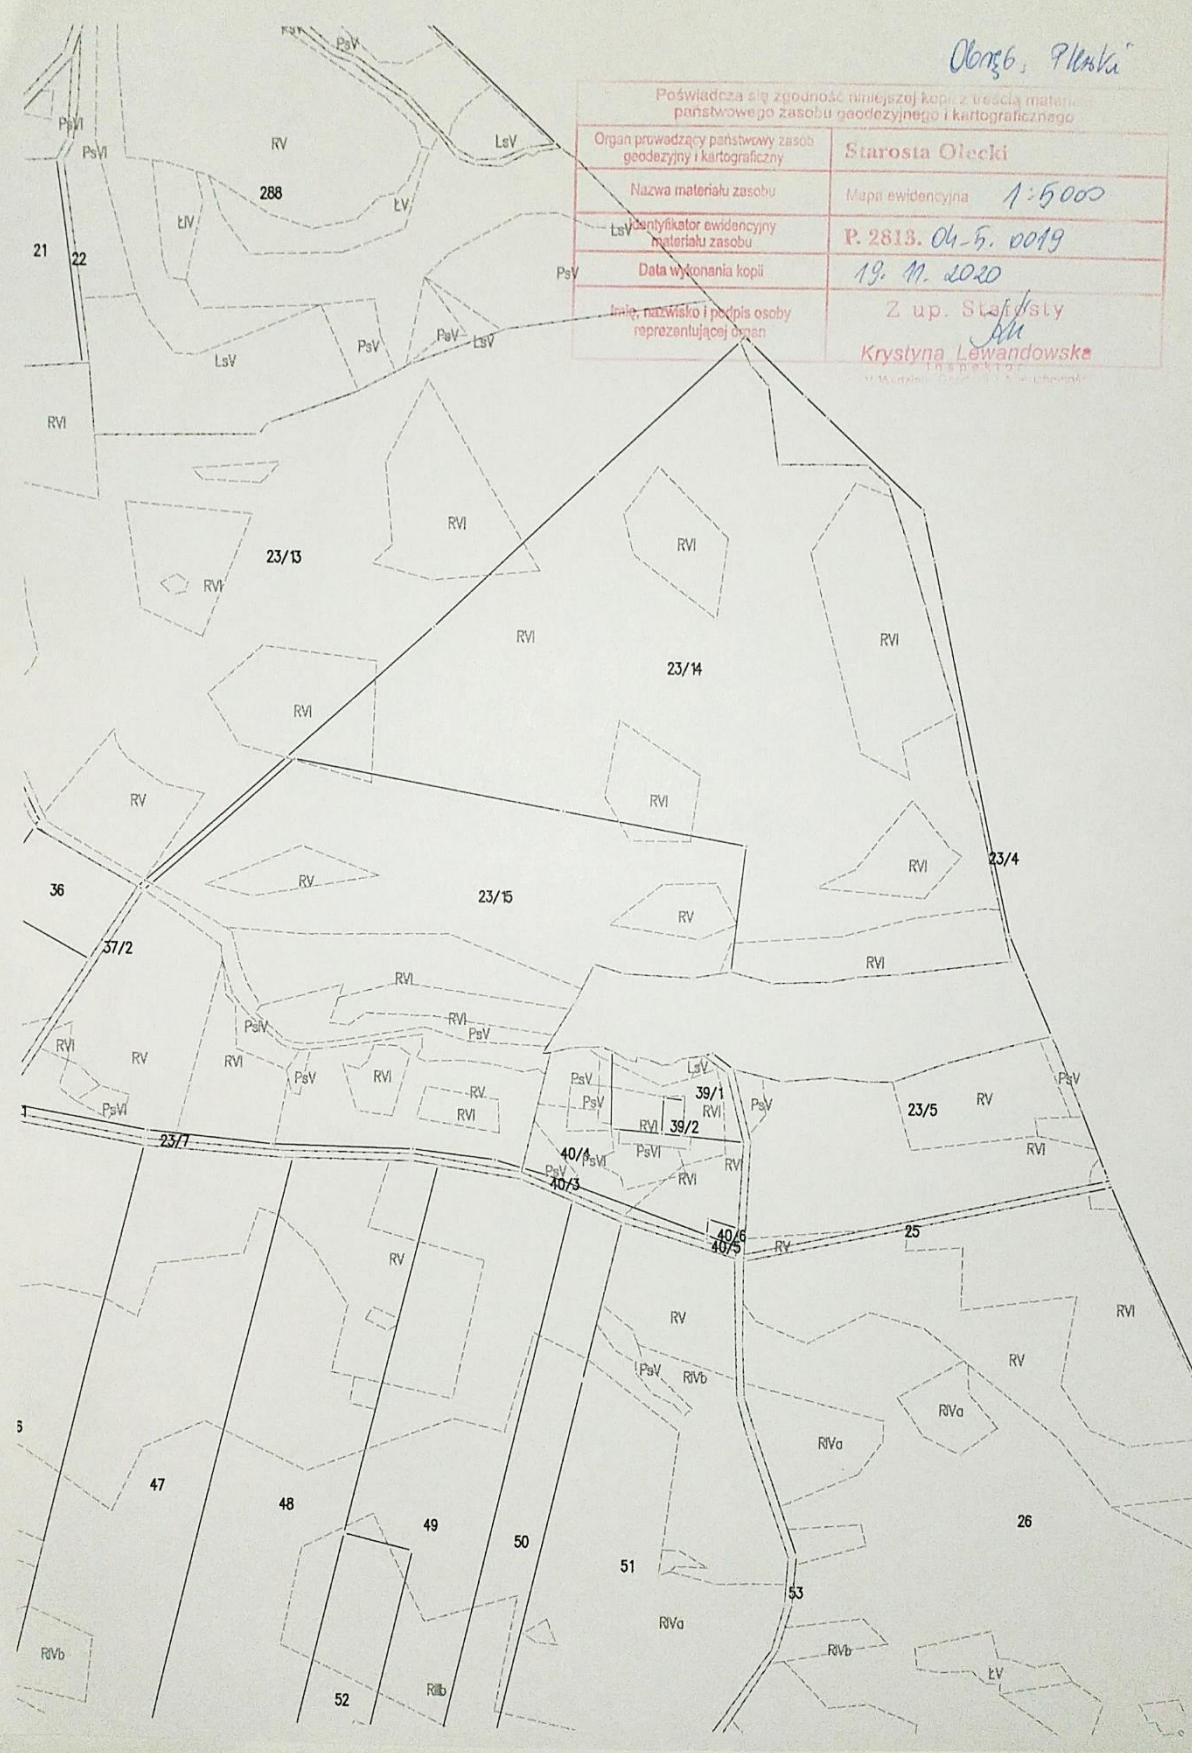 Obręb,
Poświadcza się zgodność niniejszej kopii z treścią
państwowego zasobu geodezyjnego i kartograficznego
Organ prowadzący państwowy zasób
geodezyjny i kartograficzny
Starosta Olecki
Nazwa materiału zasobu
Mapa ewidencyjna 1:5000
Identyfikator ewidencyjny
materiału zasobu
P. 2813. 04-5. 0019
Data wykonania kopii
19. 11. 2020
Imię, nazwisko i podpis osoby
reprezentującej organ
Z up. Starosty
Krystyna Lewandowska
Inspektor
KsV
PsV
PsVI
PsVI
RV
LsV
288
ŁIV
ŁV
LsV
21
22
PsV
LsV
PsV
PsV
LsV
RVI
RVI
RVI
23/13
RVI
RVI
RVI
23/14
RVI
RVI
RV
RVI
RVI
23/4
36
RV
23/15
RV
37/2
RVI
RVI
RVI
PsIV
PsV
RVI
RV
RVI
PsV
RVI
RV
RVI
PsVI
PsV
PsV
LsV
39/1
RVI
PsV
RVI
39/2
23/5
RV
PsV
23/7
40/4
PsV
PsVI
PsVI
RVI
RVI
RVI
40/3
40/6
40/5
RV
25
RV
RV
RVI
RV
PsV
RIVb
RIVa
RIVa
6
47
48
49
50
51
26
53
RIVa
RIVb
RIVb
ŁV
52